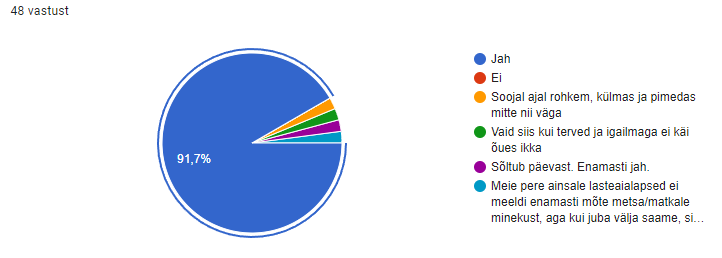 48 vastust
91,7%
Jah
Ei
Soojal ajal rohkem, külmas ja pimedas
mitte nii väga
Vaid siis kui terved ja igailmaga ei käi
õues ikka
Sõltub päevast. Enamasti jah.
Meie pere ainsale lasteaialapsed ei
meeldi enamasti mõte metsa/matkale
minekust, aga kui juba välja saame, si…